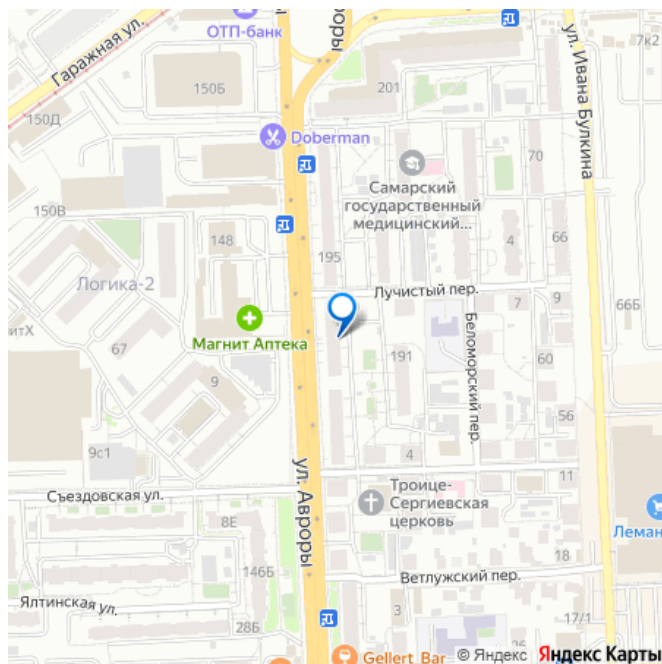 ОТП-банк
Гаражная ул.
роры
ул. Ивана Булкина
7к2
150Б
201
150Д
Doberman
70
Самарский
государственный
медицинский...
150В
148
195
4
66
Логика-2
Лучистый пер.
7
9
66Б
итХ
Магнит Аптека
67
191
Беломорский пер.
60
9
56
9с1
4
11
ул. Авроры
Съездовская ул.
Троице-
Сергиевская
церковь
8Е
Леман
18
146Б
Ветлужский пер.
Ялтинская ул.
3
17/1
28Б
26
Gellert Bar
© Яндекс Яндекс Карты